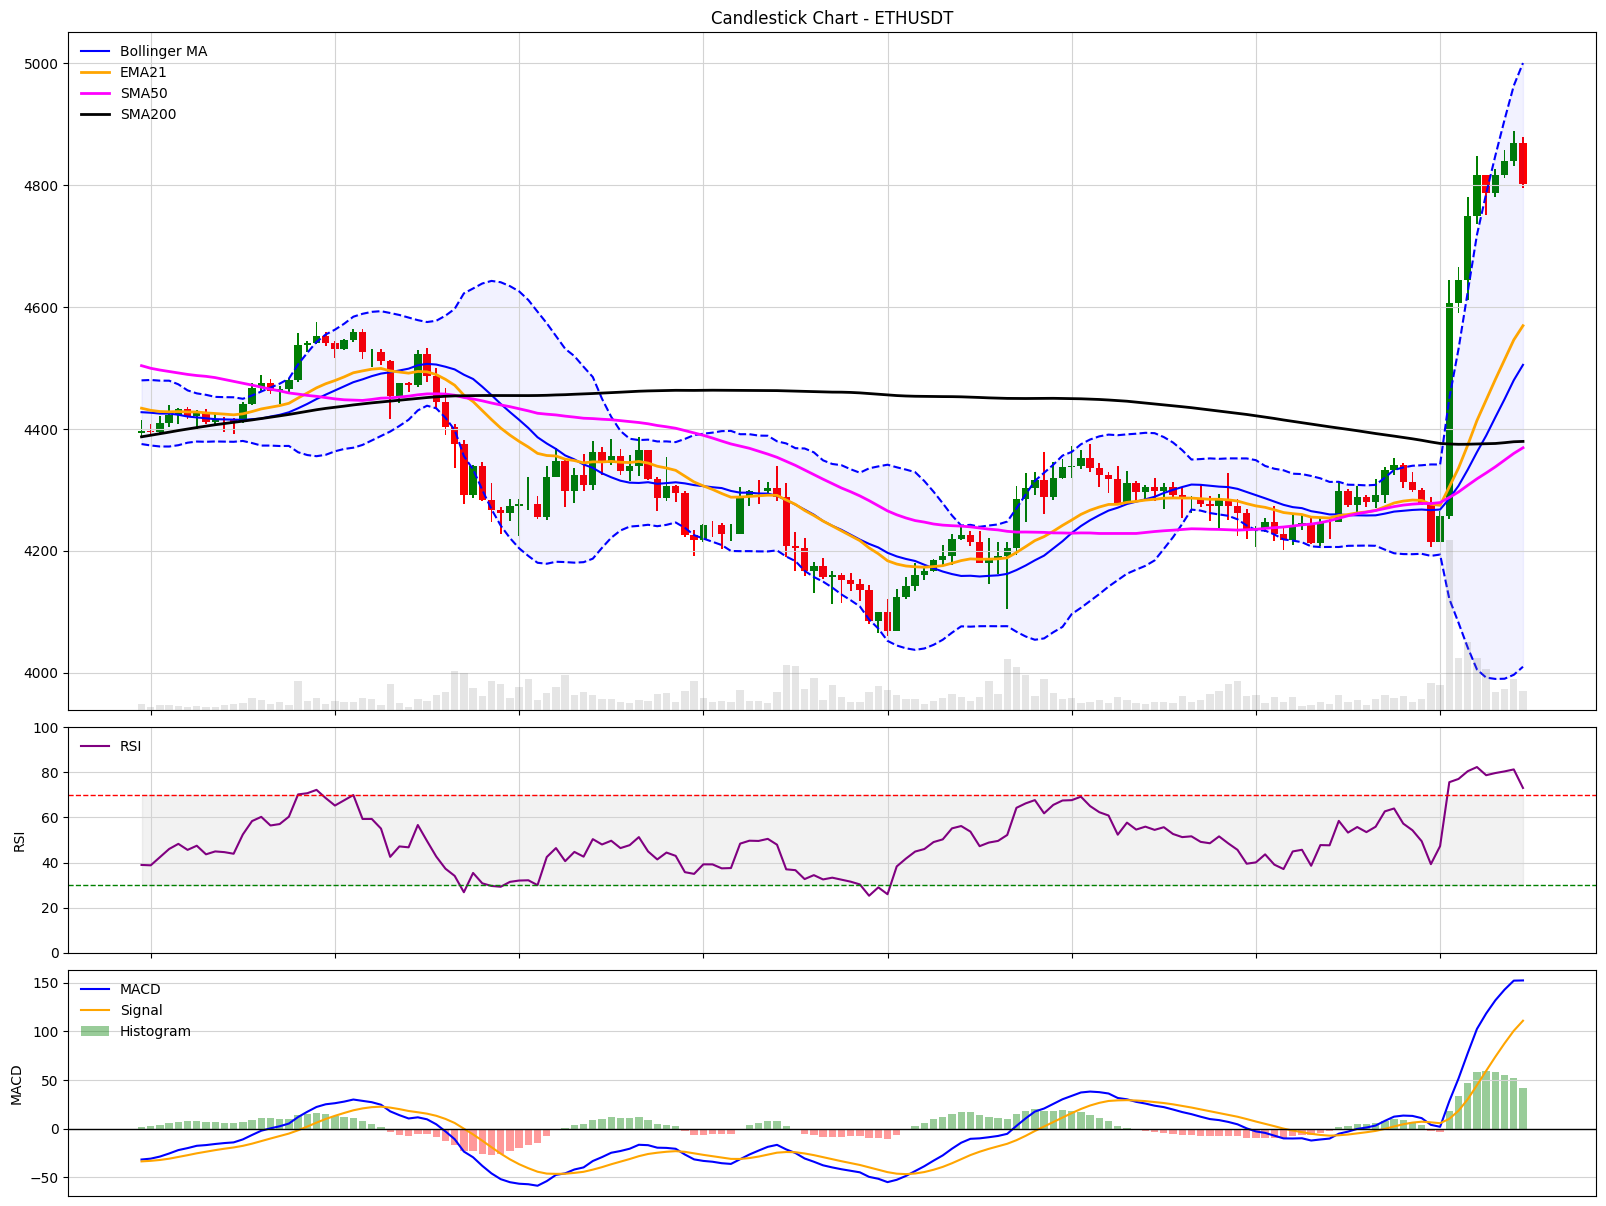 Candlestick Chart - ETHUSDT
Bollinger MA
EMA21
SMA50
SMA200
5000
4800
4600
4400
4200
4000
RSI
100
80
60
40
20
0
RSI
MACD
Signal
Histogram
150
100
50
0
−50
MACD